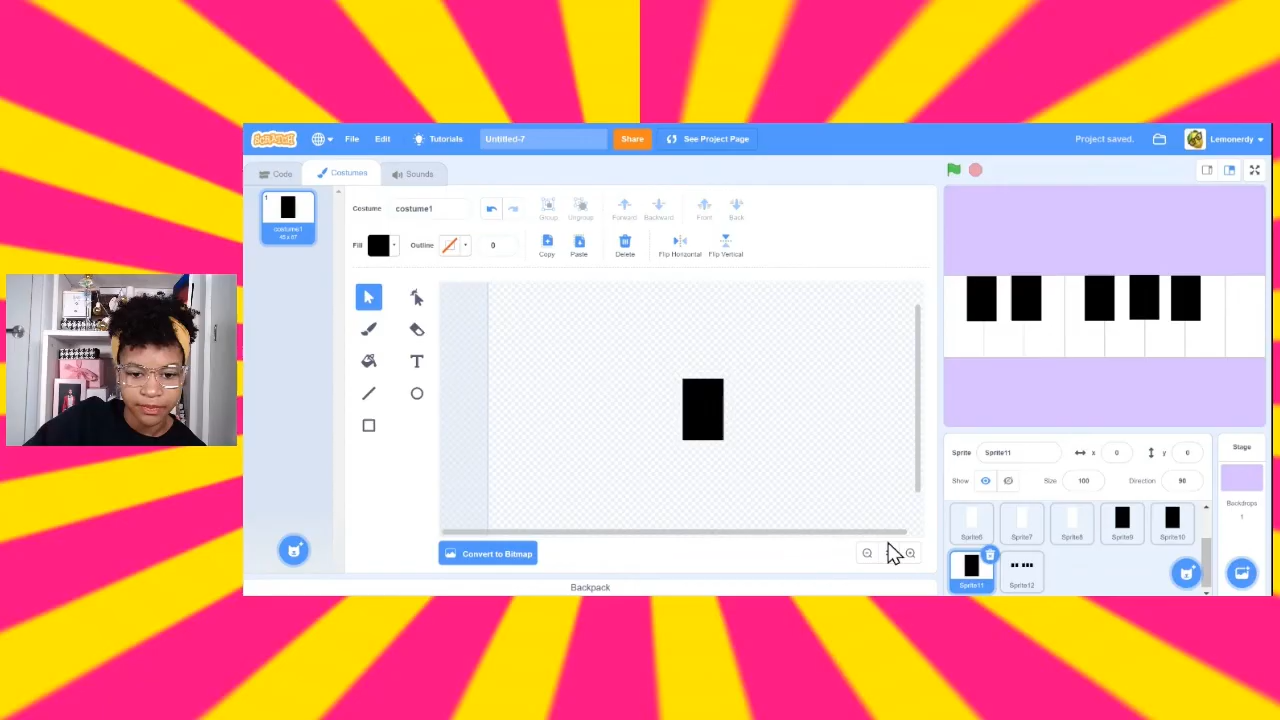 SCRATCH File Edit Tutorials Untitled-7 Share See Project Page Project saved. Lemonerdy
Code Costumes Sounds
1
costume1
Costume costume1 Group Ungroup Forward Backward Front Back
Fill Outline 0 Copy Paste Delete Flip Horizontal Flip Vertical
T
Convert to Bitmap
Backpack
Sprite Sprite11 x 0 y 0
Show Size 100 Direction 90
Sprite6 Sprite7 Sprite8 Sprite9 Sprite10
Sprite11 Sprite12
Stage
Backdrops
1